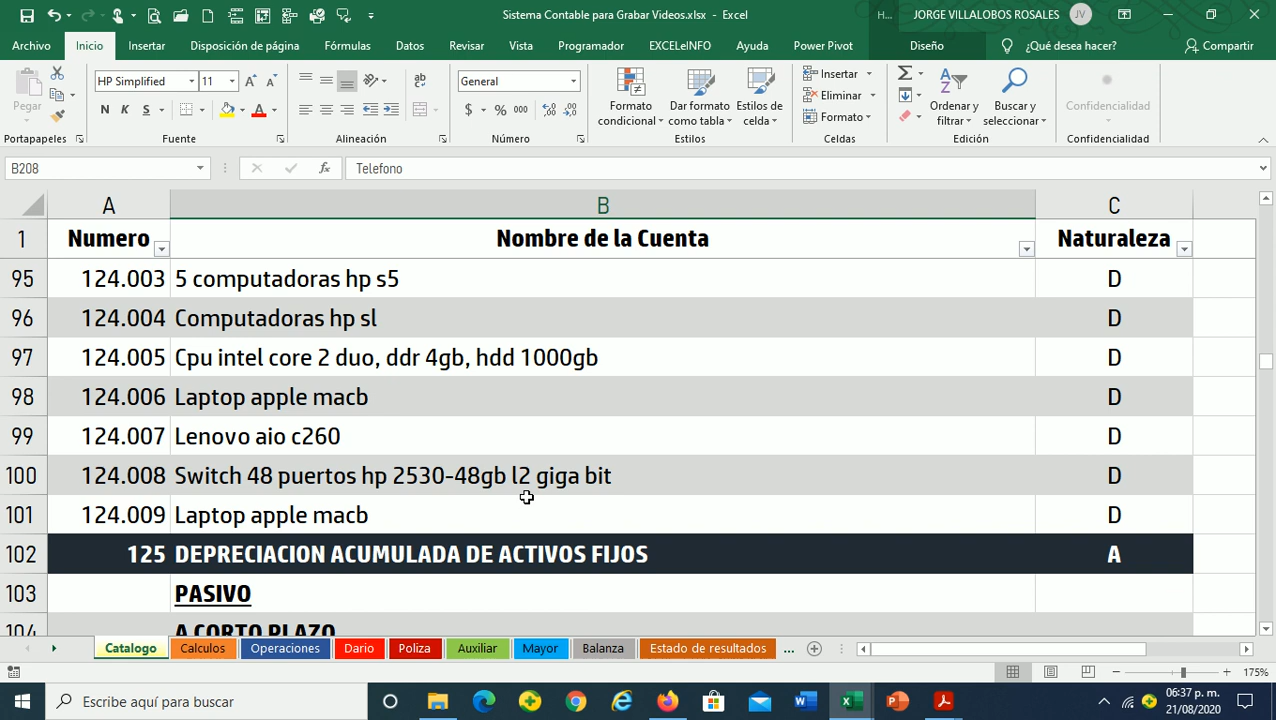 Sistema Contable para Grabar Videos.xlsx - Excel
H...
JORGE VILLALOBOS ROSALES
JV
Archivo Inicio Insertar Disposición de página Fórmulas Datos Revisar Vista Programador EXCELeINFO Ayuda Power Pivot Diseño ¿Qué desea hacer? Compartir
Pegar
HP Simplified 11
N K S
General
$ % 000
Formato condicional
Dar formato como tabla
Estilos de celda
Insertar
Eliminar
Formato
Ordenar y filtrar
Buscar y seleccionar
Confidencialidad
Portapapeles Fuente Alineación Número Estilos Celdas Edición Confidencialidad
B208 fx Telefono
A B C
1 Numero Nombre de la Cuenta Naturaleza
95 124.003 5 computadoras hp s5 D
96 124.004 Computadoras hp sl D
97 124.005 Cpu intel core 2 duo, ddr 4gb, hdd 1000gb D
98 124.006 Laptop apple macb D
99 124.007 Lenovo aio c260 D
100 124.008 Switch 48 puertos hp 2530-48gb l2 giga bit D
101 124.009 Laptop apple macb D
102 125 DEPRECIACION ACUMULADA DE ACTIVOS FIJOS A
103 PASIVO
104 A CORTO PLAZO
Catalogo Calculos Operaciones Dario Poliza Auxiliar Mayor Balanza Estado de resultados ...
175%
Escribe aquí para buscar
06:37 p. m.
21/08/2020